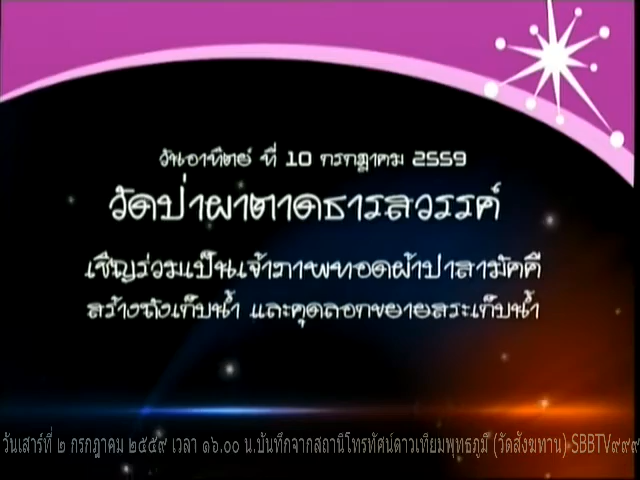 วันอาทิตย์ ที่ 10 กรกฎาคม 2559
วัดป่าผาตาดธารสวรรค์
เชิญร่วมเป็นเจ้าภาพทอดผ้าป่าสามัคคี
สร้างถังเก็บน้ำ และคุดลอกขยายสระเก็บน้ำ
วันเสาร์ที่ ๒ กรกฎาคม ๒๕๕๙ เวลา ๑๖.๐๐ น.บันทึกจากสถานีโทรทัศน์ดาวเทียมพุทธภูมิ (วัดสังฆทาน) SBBTV๙๙๙